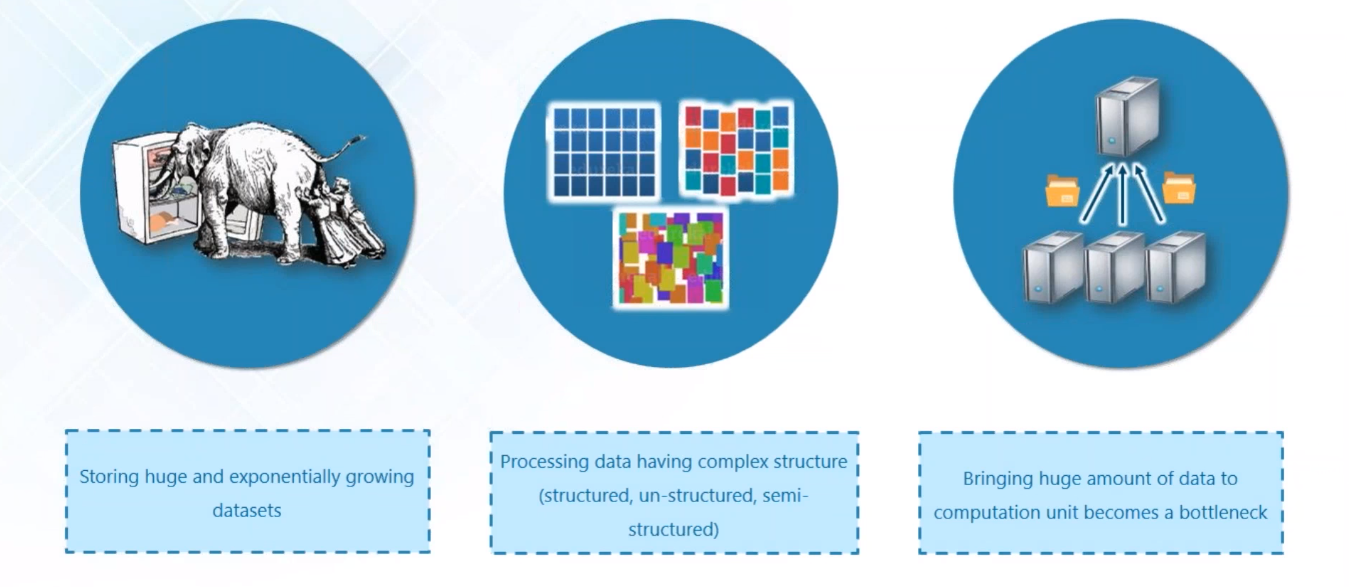 Storing huge and exponentially growing
datasets
Processing data having complex structure
(structured, un-structured, semi-
structured)
Bringing huge amount of data to
computation unit becomes a bottleneck